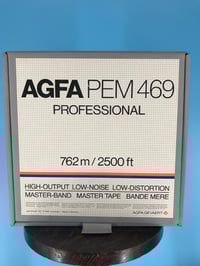 AGFA PEM 469
PROFESSIONAL
762 m / 2500 ft
HIGH-OUTPUT LOW-NOISE LOW-DISTORTION
MASTER-BAND MASTER TAPE BANDE MERE
AGFA-GEVAERT